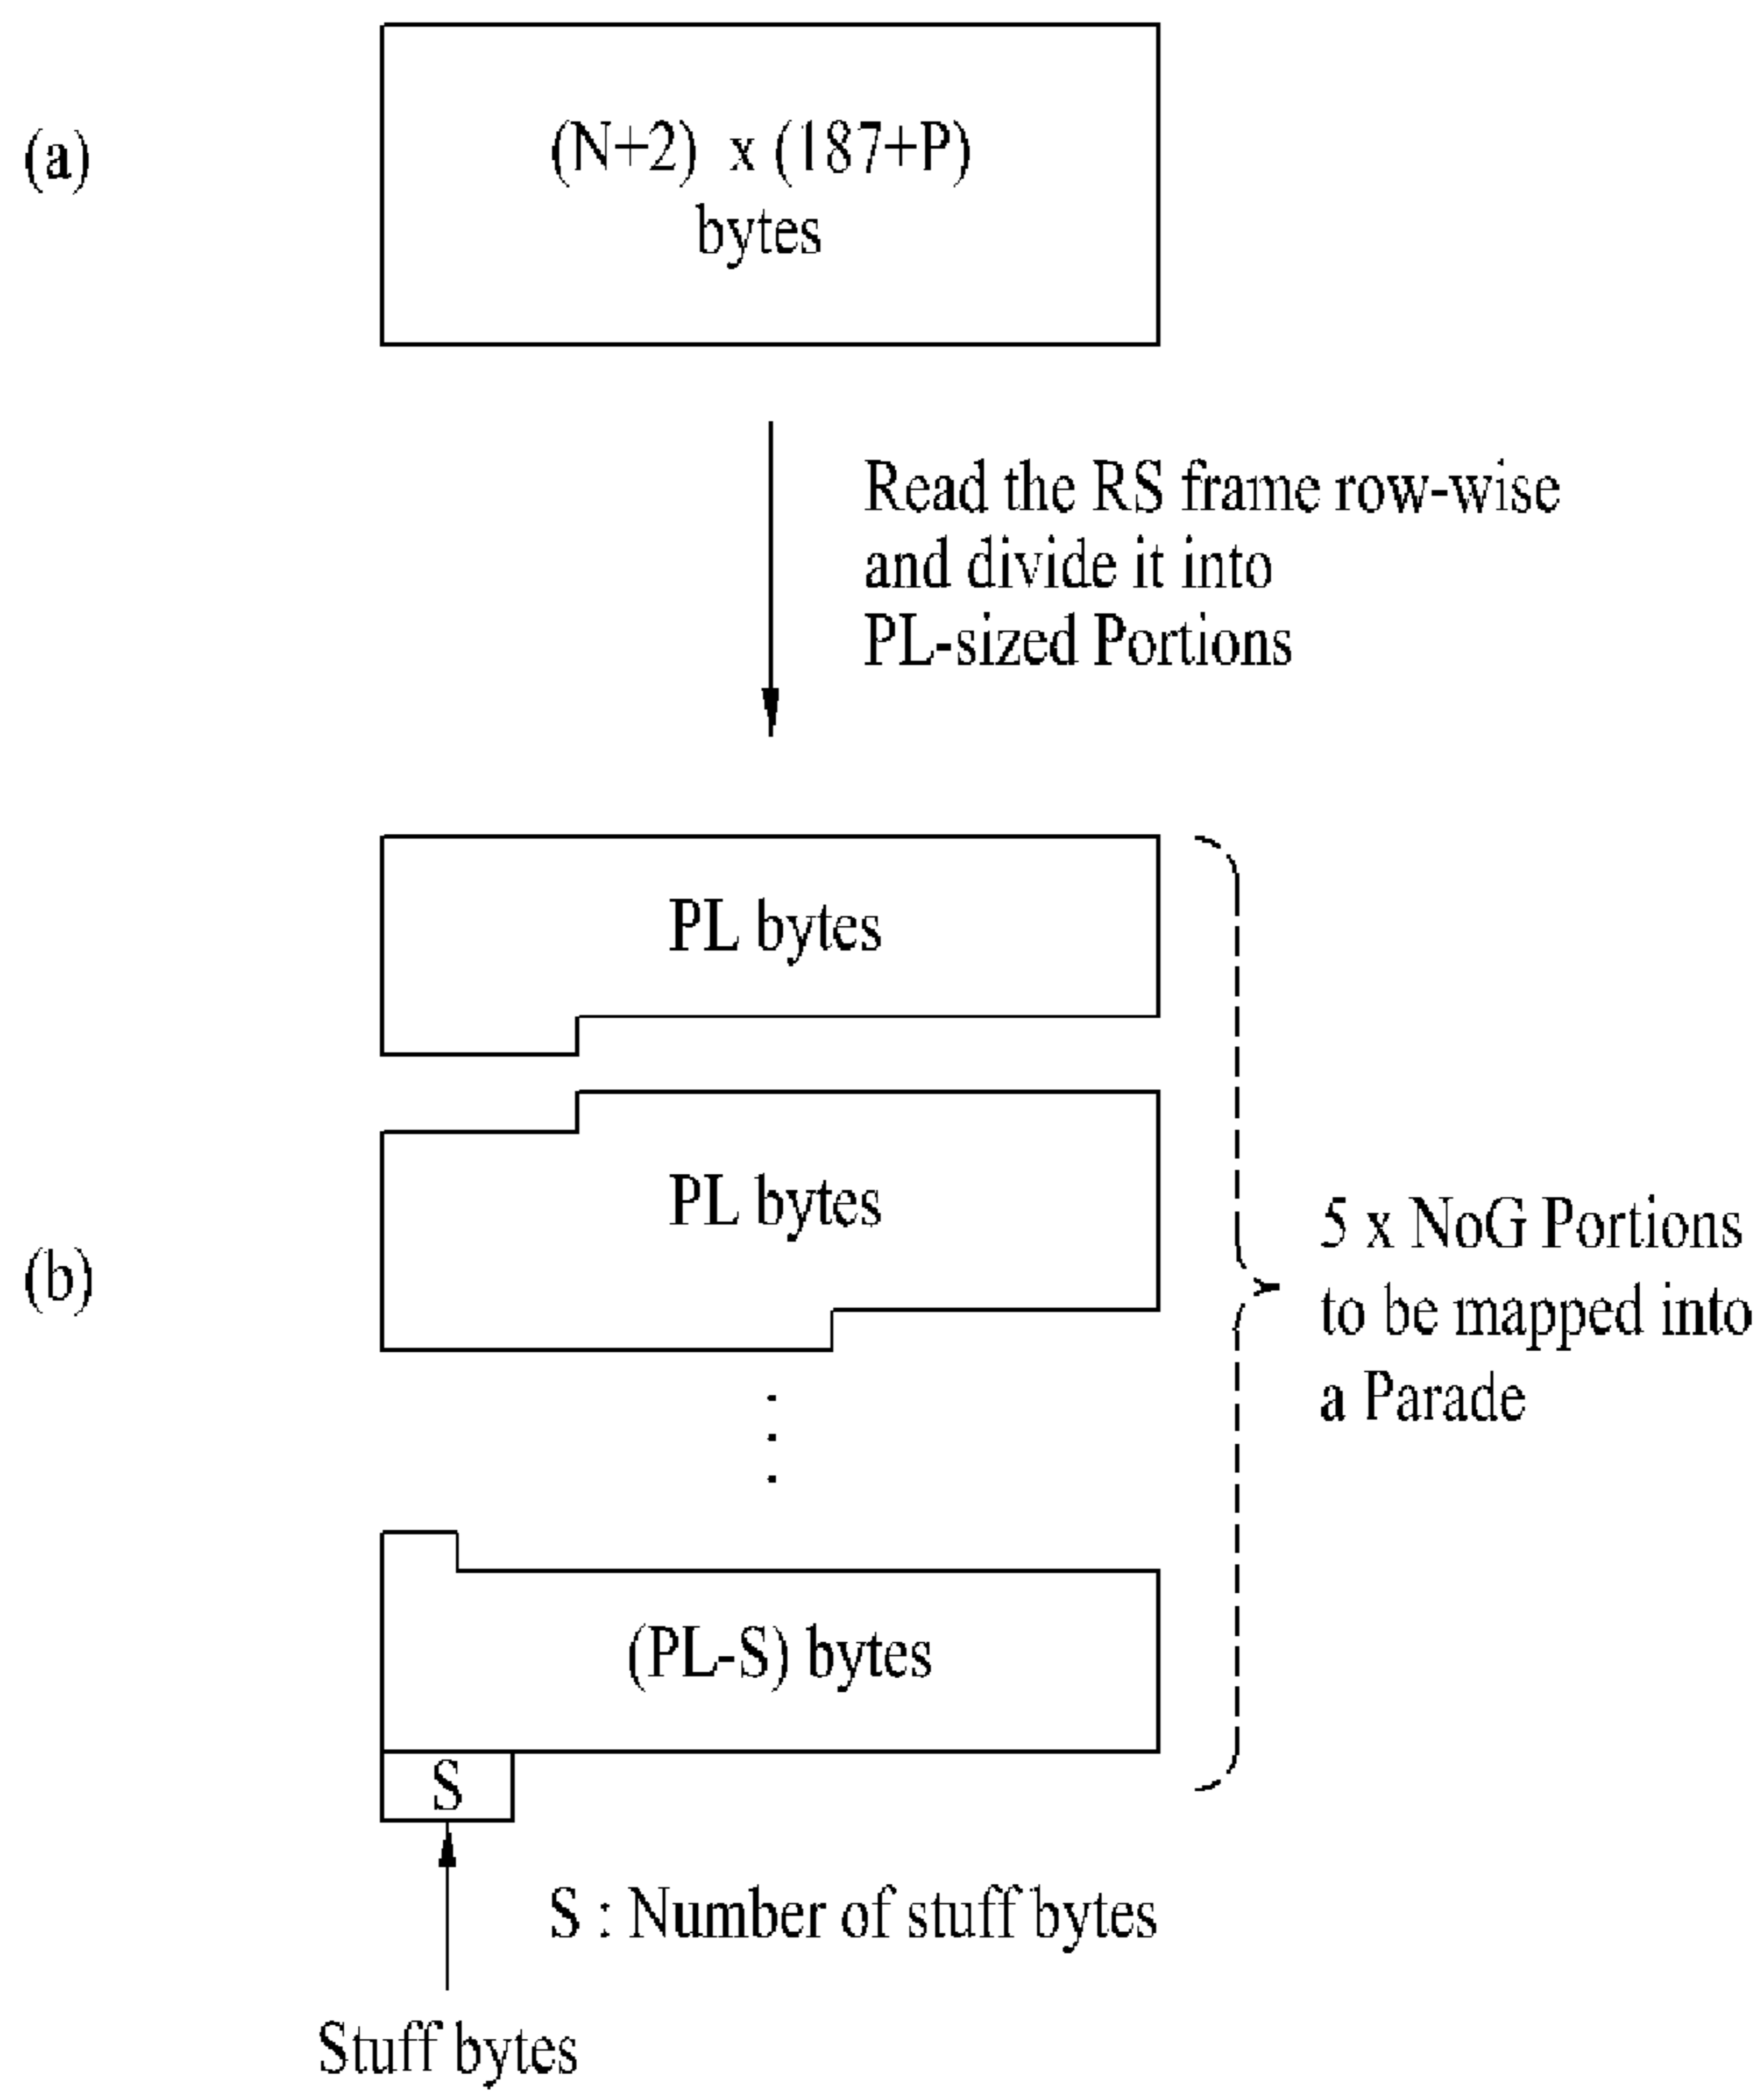 (a)
(N+2) x (187+P)
bytes
Read the RS frame row-wise
and divide it into
PL-sized Portions
PL bytes
PL bytes
(b)
5 x NoG Portions
to be mapped into
a Parade
(PL-S) bytes
S
S : Number of stuff bytes
Stuff bytes